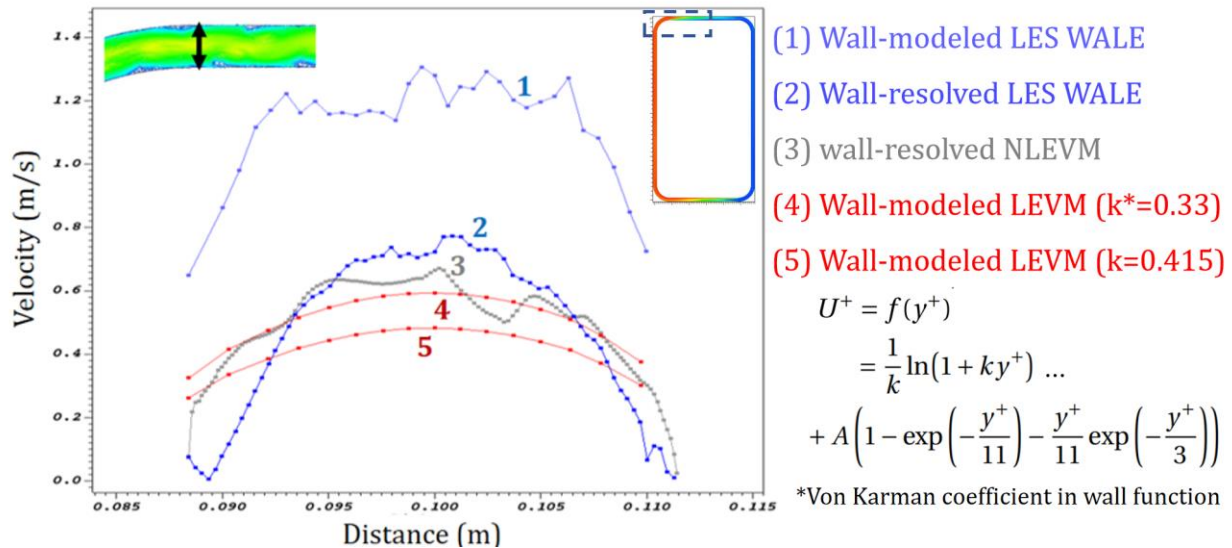 Velocity (m/s)
1.4
1.2
1.0
0.8
0.6
0.4
0.2
0.0
0.085
0.090
0.095
0.100
0.105
0.110
0.115
Distance (m)
1
2
3
4
5
(1) Wall-modeled LES WALE
(2) Wall-resolved LES WALE
(3) wall-resolved NLEVM
(4) Wall-modeled LEVM (k*=0.33)
(5) Wall-modeled LEVM (k=0.415)
U⁺ = f(y⁺)
= 1/k ln(1 + ky⁺) ...
+ A(1 − exp(−y⁺/11) − y⁺/11 exp(−y⁺/3))
*Von Karman coefficient in wall function